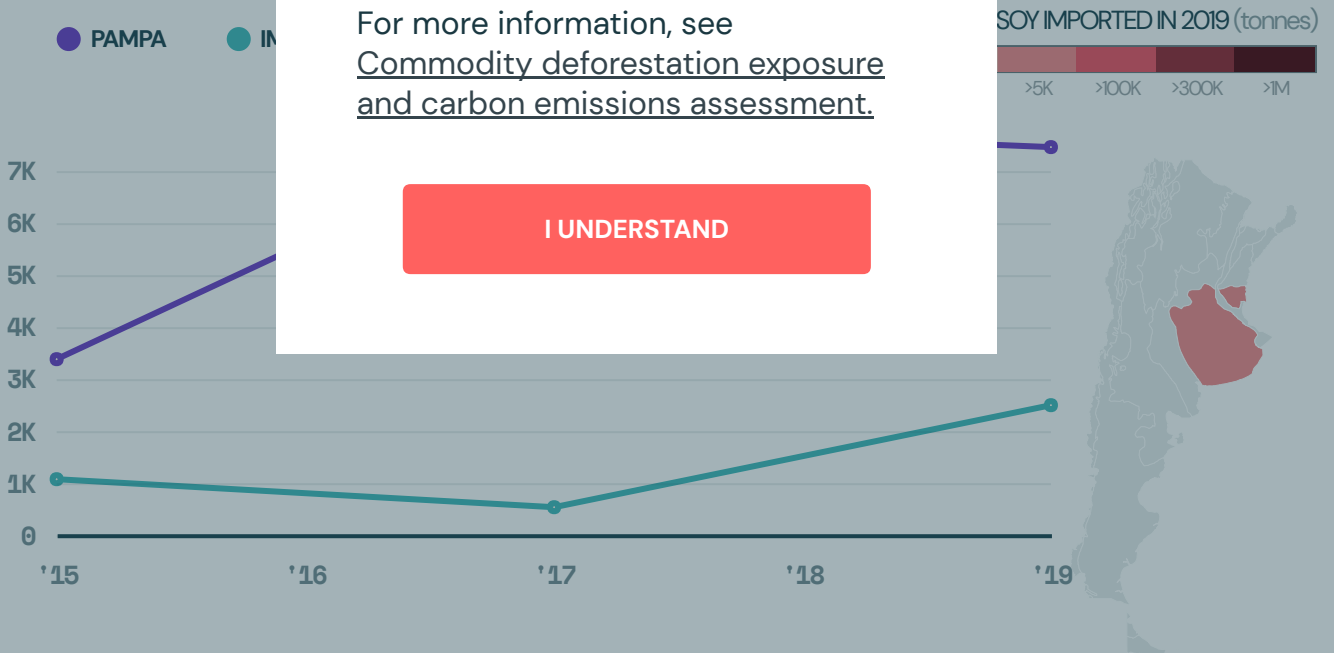 SOY IMPORTED IN 2019 (tonnes)
PAMPA
For more information, see
Commodity deforestation exposure
and carbon emissions assessment.
>5K >100K >300K >1M
I UNDERSTAND
7K
6K
5K
4K
3K
2K
1K
0
'15 '16 '17 '18 '19